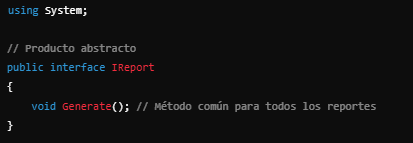 using System;
// Producto abstracto
public interface IReport
{
void Generate(); // Método común para todos los reportes
}